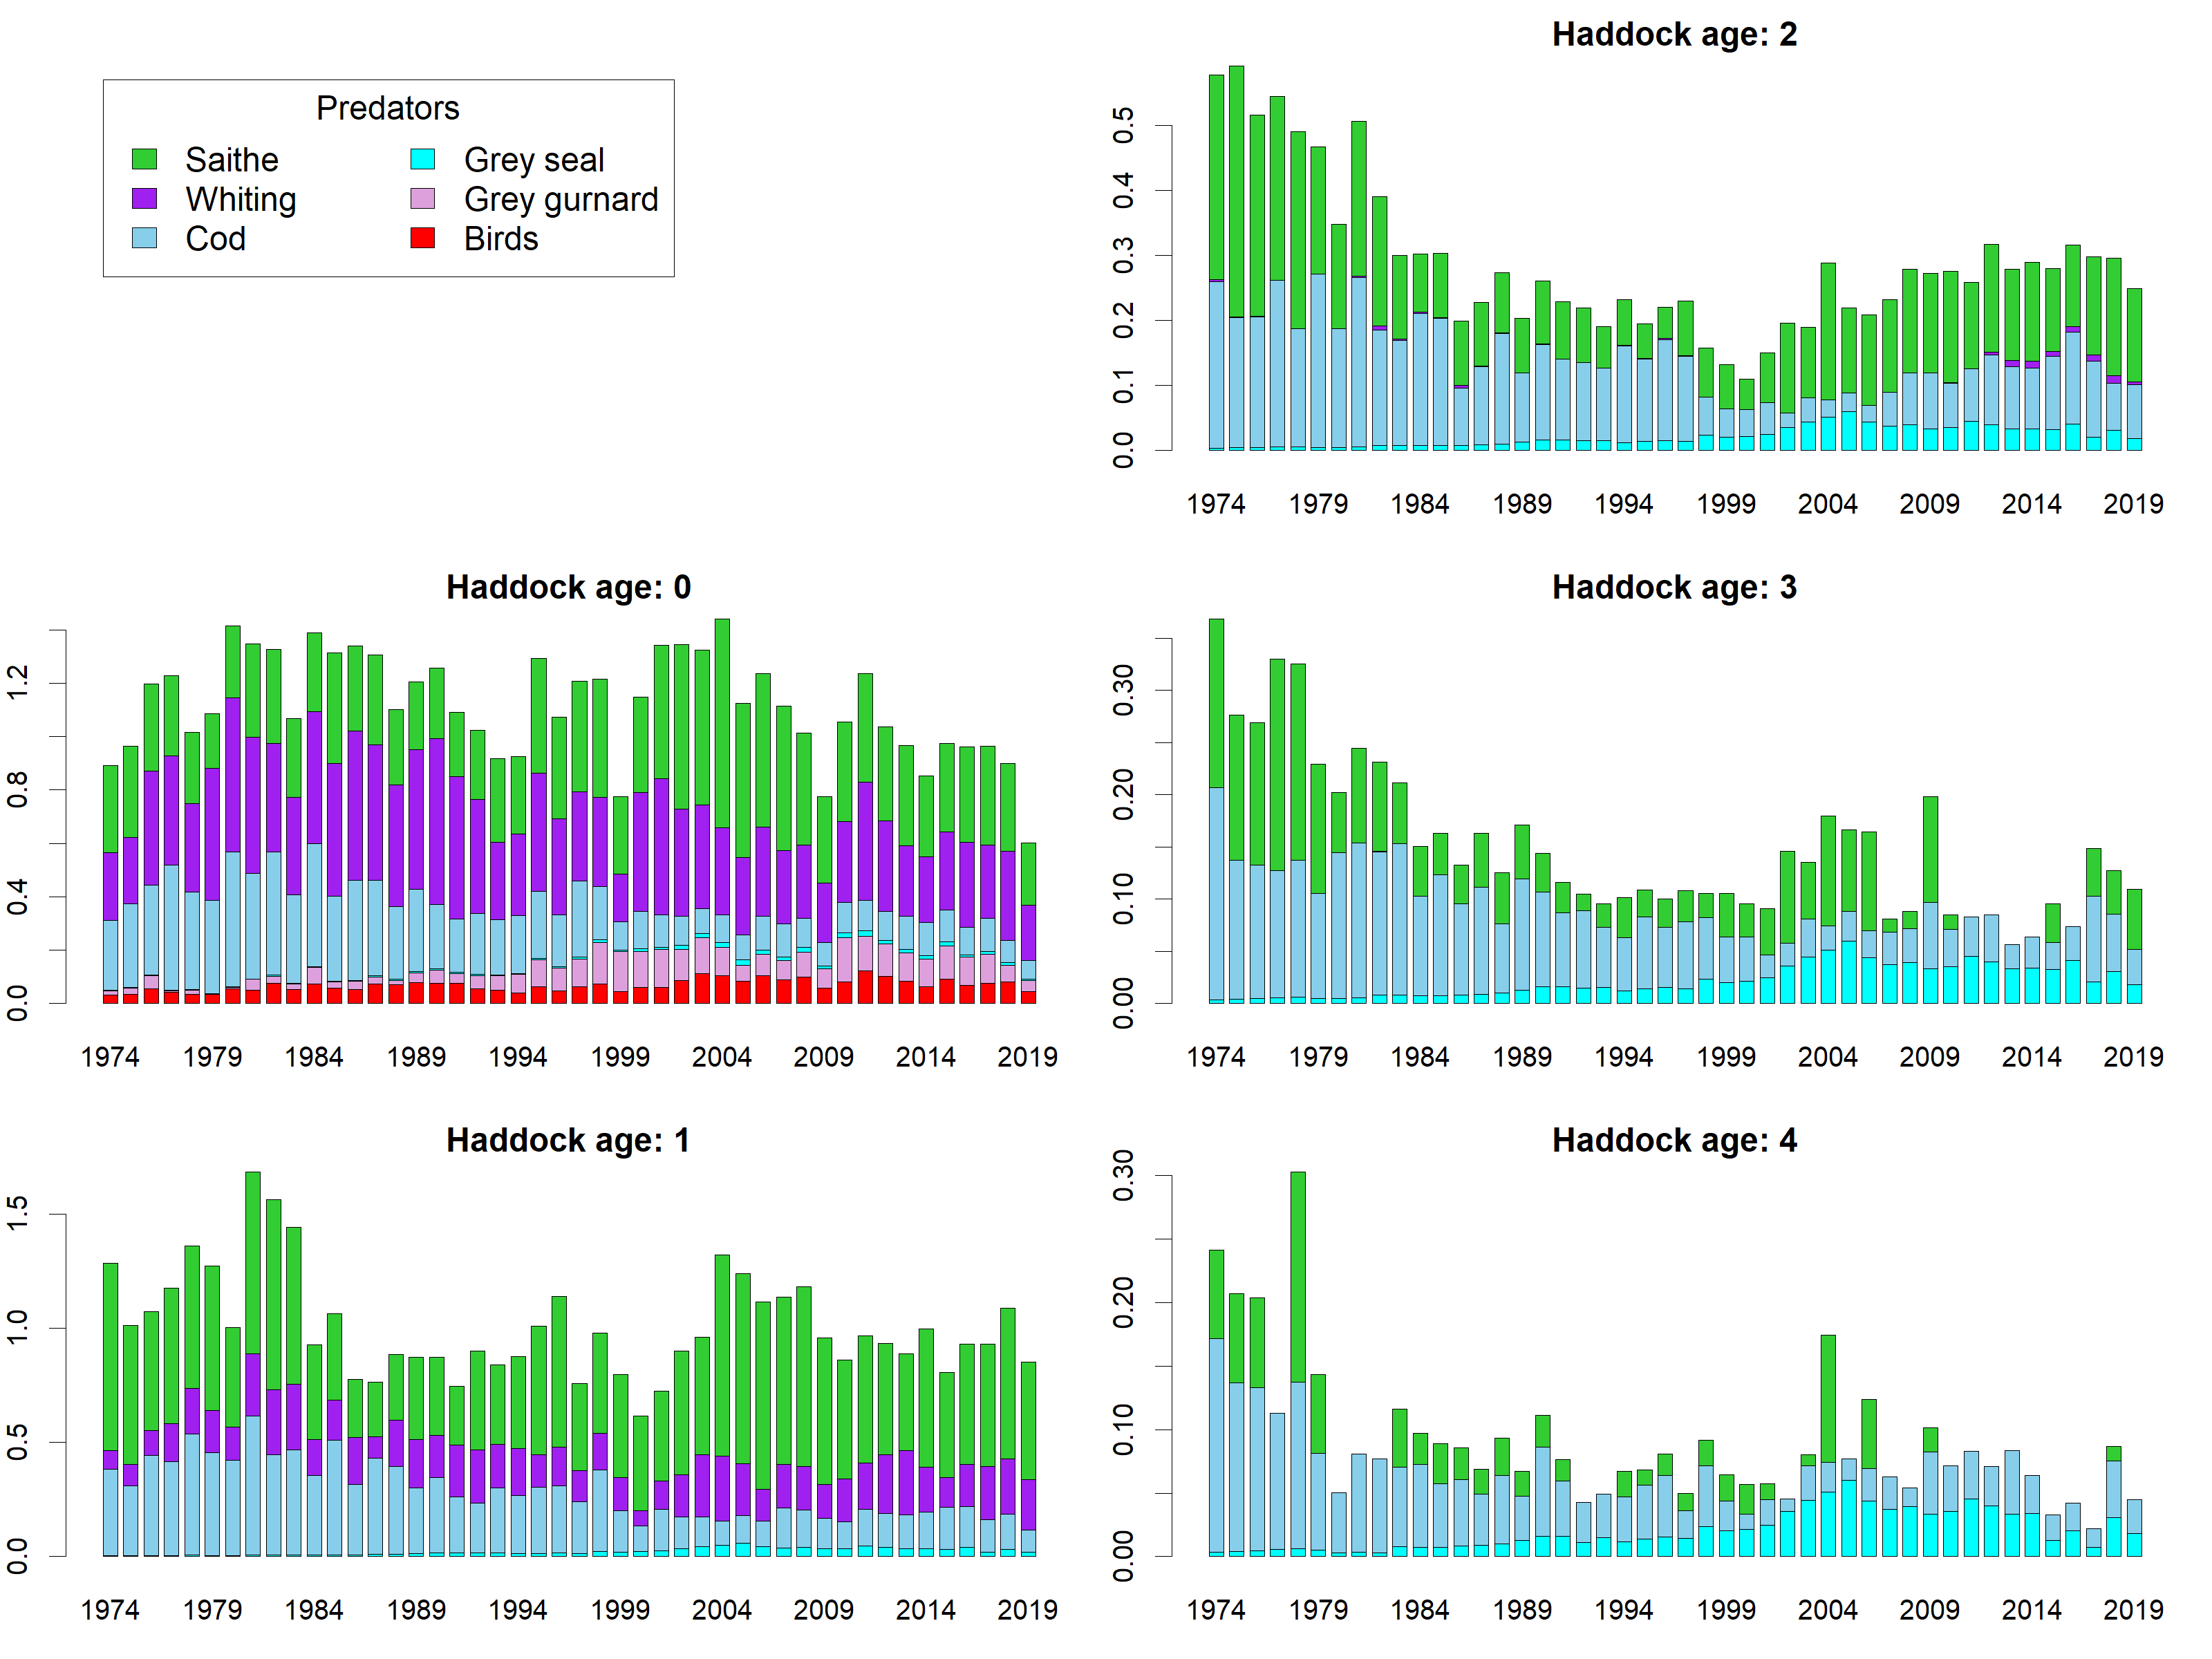 Predators
Saithe Grey seal
Whiting Grey gurnard
Cod Birds
Haddock age: 2
0.0 0.1 0.2 0.3 0.4 0.5
1974 1979 1984 1989 1994 1999 2004 2009 2014 2019
Haddock age: 0
0.0 0.4 0.8 1.2
1974 1979 1984 1989 1994 1999 2004 2009 2014 2019
Haddock age: 3
0.00 0.10 0.20 0.30
1974 1979 1984 1989 1994 1999 2004 2009 2014 2019
Haddock age: 1
0.0 0.5 1.0 1.5
1974 1979 1984 1989 1994 1999 2004 2009 2014 2019
Haddock age: 4
0.00 0.10 0.20 0.30
1974 1979 1984 1989 1994 1999 2004 2009 2014 2019